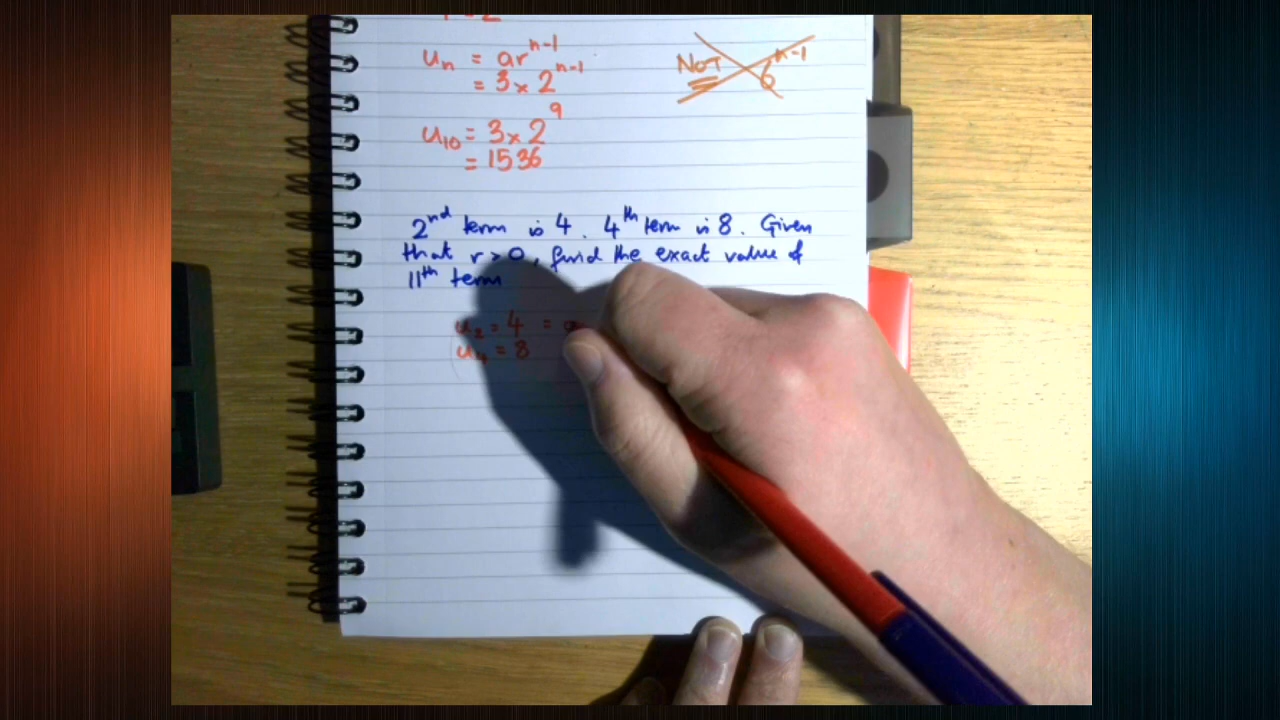 uₙ = arⁿ⁻¹
= 3 × 2ⁿ⁻¹
NOT 6ⁿ⁻¹
u₁₀ = 3 × 2⁹
= 1536
2ⁿᵈ term is 4. 4ᵗʰ term is 8. Given
that r > 0, find the exact value of
11ᵗʰ term
u₂ = 4 = a
u₄ = 8